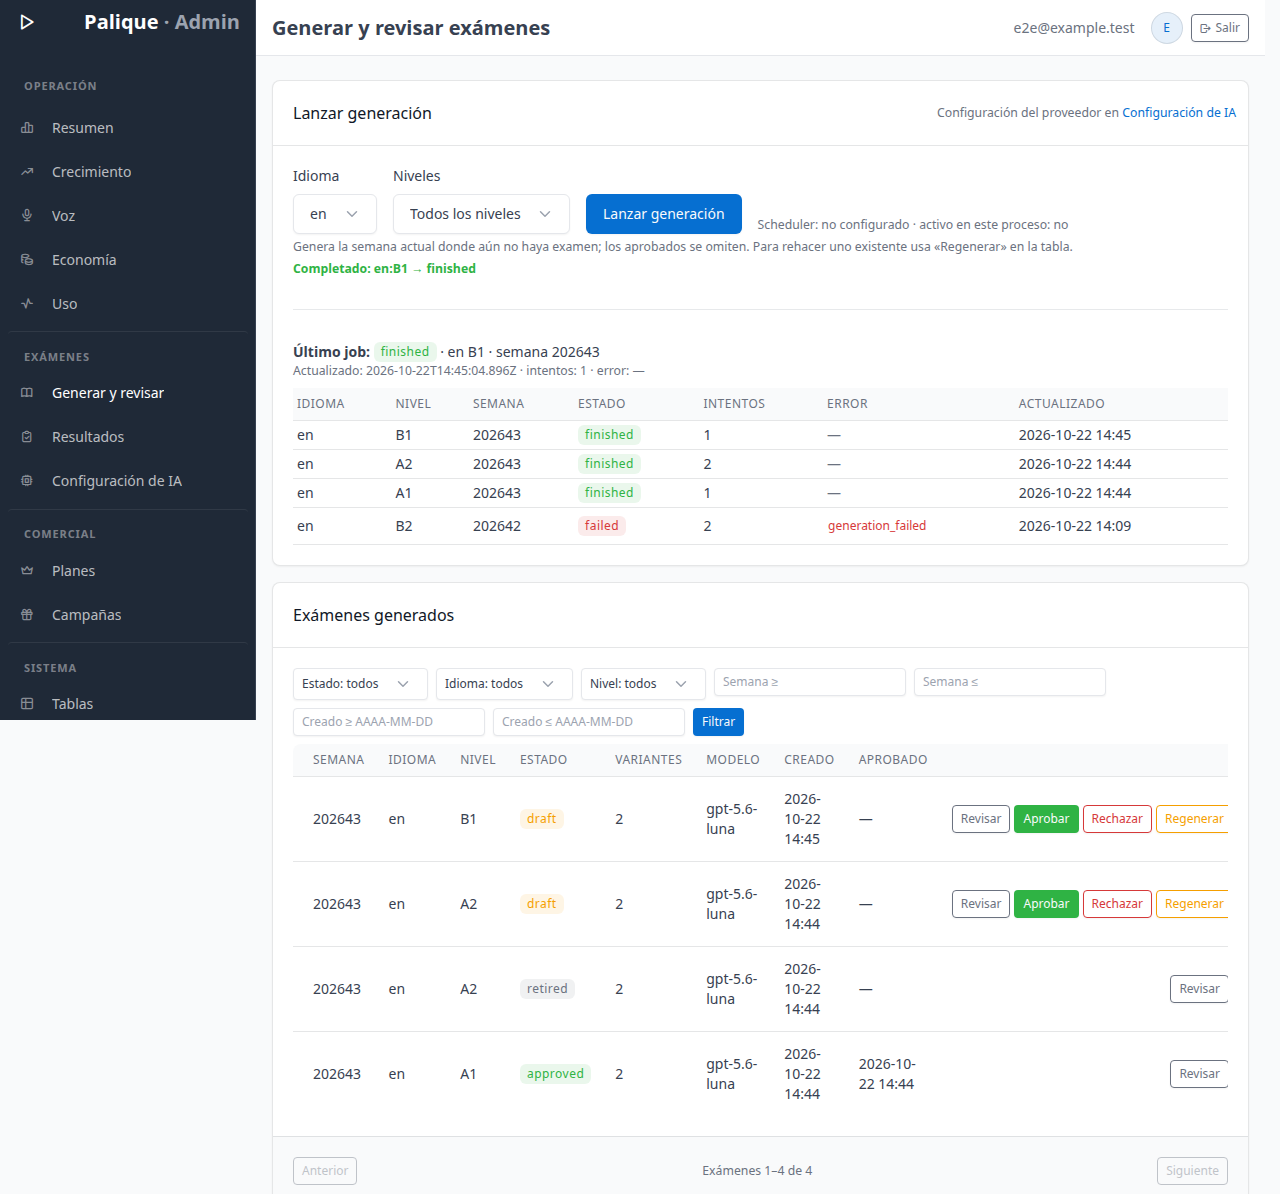 Palique · Admin
OPERACIÓN
Resumen
Crecimiento
Voz
Economía
Uso
EXÁMENES
Generar y revisar
Resultados
Configuración de IA
COMERCIAL
Planes
Campañas
SISTEMA
Tablas
Generar y revisar exámenes
e2e@example.test E Salir
Lanzar generación
Configuración del proveedor en Configuración de IA
Idioma Niveles
en Todos los niveles Lanzar generación Scheduler: no configurado · activo en este proceso: no
Genera la semana actual donde aún no haya examen; los aprobados se omiten. Para rehacer uno existente usa «Regenerar» en la tabla.
Completado: en:B1 → finished
Último job: finished · en B1 · semana 202643
Actualizado: 2026-10-22T14:45:04.896Z · intentos: 1 · error: —
IDIOMA NIVEL SEMANA ESTADO INTENTOS ERROR ACTUALIZADO
en B1 202643 finished 1 — 2026-10-22 14:45
en A2 202643 finished 2 — 2026-10-22 14:44
en A1 202643 finished 1 — 2026-10-22 14:44
en B2 202642 failed 2 generation_failed 2026-10-22 14:09
Exámenes generados
Estado: todos Idioma: todos Nivel: todos Semana ≥ Semana ≤
Creado ≥ AAAA-MM-DD Creado ≤ AAAA-MM-DD Filtrar
SEMANA IDIOMA NIVEL ESTADO VARIANTES MODELO CREADO APROBADO
202643 en B1 draft 2 gpt-5.6-luna 2026-10-22 14:45 — Revisar Aprobar Rechazar Regenerar
202643 en A2 draft 2 gpt-5.6-luna 2026-10-22 14:44 — Revisar Aprobar Rechazar Regenerar
202643 en A2 retired 2 gpt-5.6-luna 2026-10-22 14:44 — Revisar
202643 en A1 approved 2 gpt-5.6-luna 2026-10-22 14:44 2026-10-22 14:44 Revisar
Anterior Exámenes 1–4 de 4 Siguiente